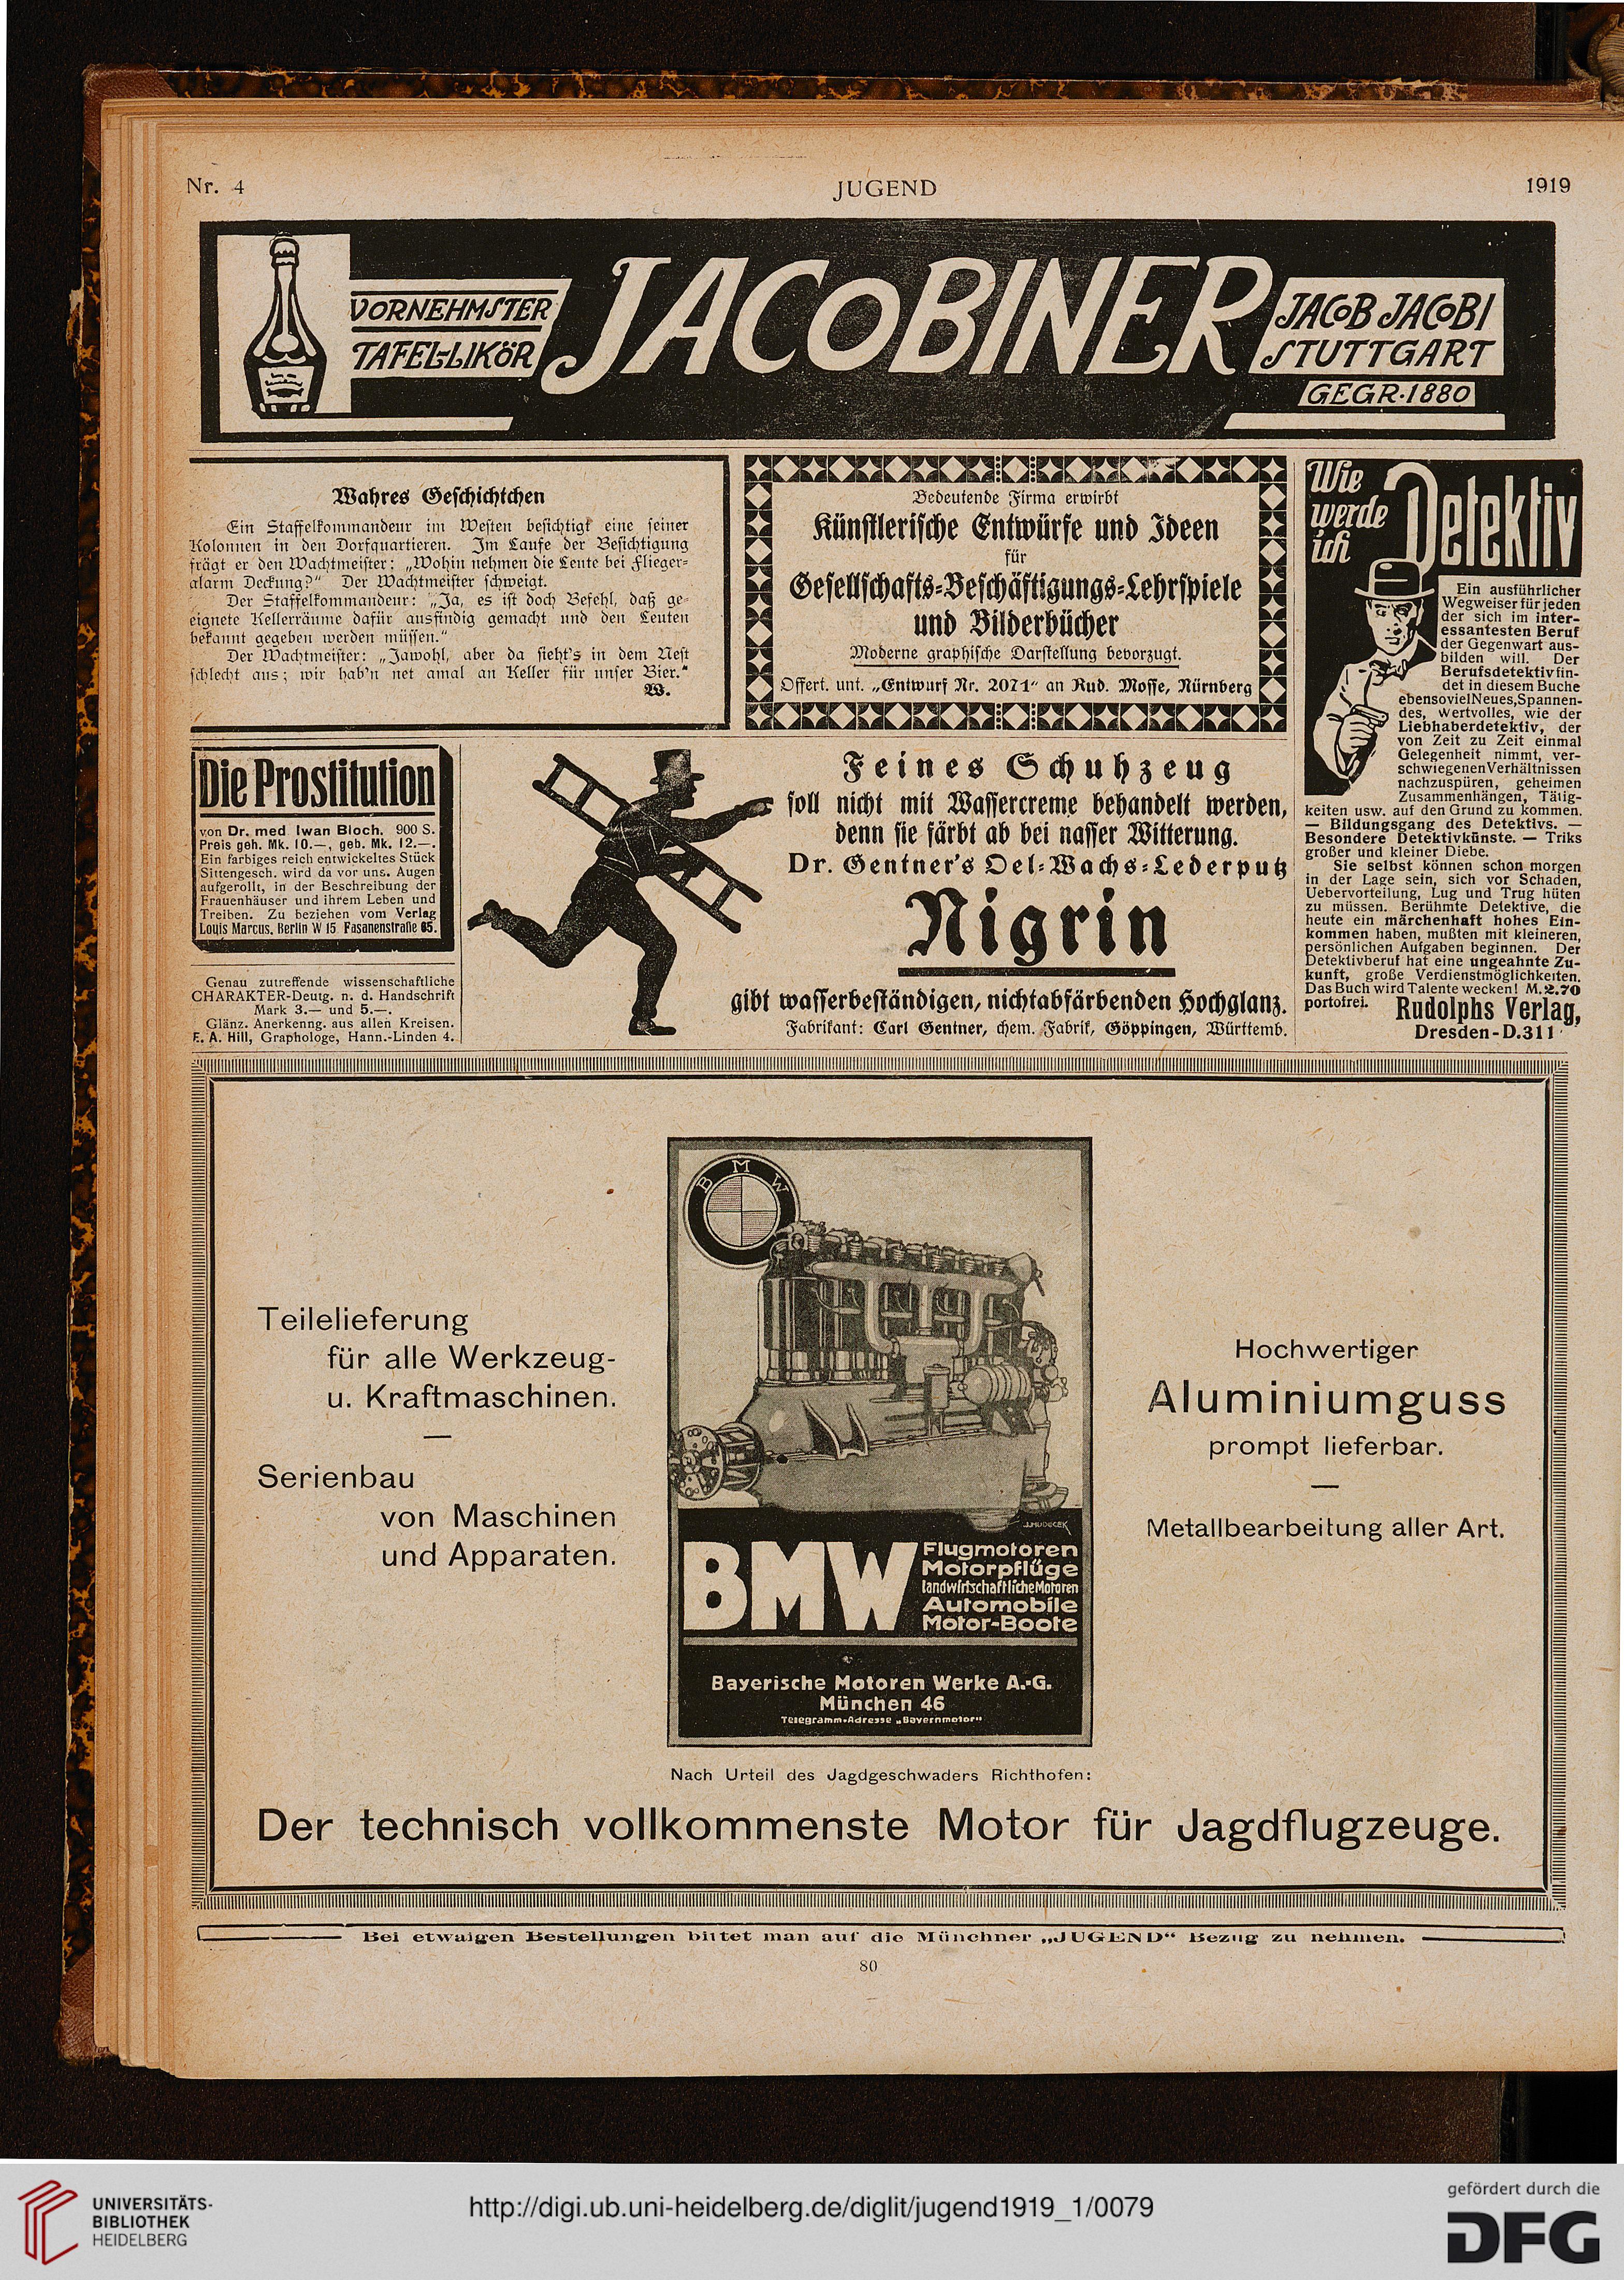 Nr. 4
JUGEND
1919
VORNEHMSTER
TAFEL-LIKÖR
JACOBINER
JACOB JACOBI
STUTTGART
GEGR. 1880
Wahres Geschichtchen
Ein Staffelkommandeur im Westen besichtigt eine seiner
Kolonnen in den Dorfquartieren. Im Laufe der Besichtigung
frägt er den Wachtmeister: „Wohin nehmen die Leute bei Flieger-
alarm Deckung?“ Der Wachtmeister schweigt.
Der Staffelkommandeur: „Ja, es ist doch Befehl, daß ge-
eignete Kellerräume dafür ausfindig gemacht und den Leuten
bekannt gegeben werden müssen.“
Der Wachtmeister: „Jawohl, aber da sieht's in dem Nest
schlecht aus; wir hab'n net amal an Keller für unser Bier.“
W.
Bedeutende Firma erwirbt
Künstlerische Entwürfe und Ideen
für
Gesellschafts-Beschäftigungs-Lehrspiele
und Bilderbücher
Moderne graphische Darstellung bevorzugt.
Offert. unt. „Entwurf Nr. 2071“ an Rud. Mosse, Nürnberg
Wie
werde
ich
Detektiv
Ein ausführlicher
Wegweiser für jeden
der sich im inter-
essantesten Beruf
der Gegenwart aus-
bilden will. Der
Berufsdetektiv fin-
det in diesem Buche
ebensoviel Neues, Spannen-
des, Wertvolles, wie der
Liebhaberdetektiv, der
von Zeit zu Zeit einmal
Gelegenheit nimmt, ver-
schwiegenen Verhältnissen
nachzuspüren, geheimen
Zusammenhängen, Tätig-
keiten usw. auf den Grund zu kommen.
— Bildungsgang des Detektivs. —
Besondere Detektivkünste. — Triks
großer und kleiner Diebe.
Sie selbst können schon morgen
in der Lage sein, sich vor Schaden,
Uebervorteilung, Lug und Trug hüten
zu müssen. Berühmte Detektive, die
heute ein märchenhaft hohes Ein-
kommen haben, mußten mit kleineren,
persönlichen Aufgaben beginnen. Der
Detektivberuf hat eine ungeahnte Zu-
kunft, große Verdienstmöglichkeiten.
Das Buch wird Talente wecken! M. 2.70
portofrei. Rudolphs Verlag,
Dresden-D.311
Die Prostitution
von Dr. med Iwan Bloch. 900 S.
Preis geh. Mk. 10.—, geb. Mk. 12.—.
Ein farbiges reich entwickeltes Stück
Sittengesch. wird da vor uns. Augen
aufgerollt, in der Beschreibung der
Frauenhäuser und ihrem Leben und
Treiben. Zu beziehen vom Verlag
Louis Marcus, Berlin W 15 Fasanenstraße 65.
Genau zutreffende wissenschaftliche
CHARAKTER-Deutg. n. d. Handschrift
Mark 3.— und 5.—.
Glänz. Anerkenng. aus allen Kreisen.
F. A. Hill, Graphologe, Hann.-Linden 4.
Feines Schuhzeug
soll nicht mit Wassercreme behandelt werden,
denn sie färbt ab bei nasser Witterung.
Dr. Gentner's Oel-Wachs-Lederputz
Nigrin
gibt wasserbeständigen, nichtabfärbenden Hochglanz.
Fabrikant: Carl Gentner, chem. Fabrik, Göppingen, Württemb.
Teilelieferung
für alle Werkzeug-
u. Kraftmaschinen.
—
Serienbau
von Maschinen
und Apparaten.
BMW
J.HUDECEK
BMW
Flugmotoren
Motorpflüge
landwirtschaftliche Motoren
Automobile
Motor-Boote
Bayerische Motoren Werke A.-G.
München 46
Telegramm-Adresse „Bayernmotor“
Hochwertiger
Aluminiumguss
prompt lieferbar.
—
Metallbearbeitung aller Art.
Nach Urteil des Jagdgeschwaders Richthofen:
Der technisch vollkommenste Motor für Jagdflugzeuge.
Bei etwaigen Bestellungen bittet man auf die Münchner „JUGEND“ Bezug zu nehmen.
80
UNIVERSITÄTS-
BIBLIOTHEK
HEIDELBERG
http://digi.ub.uni-heidelberg.de/diglit/jugend1919_1/0079
gefördert durch die
DFG